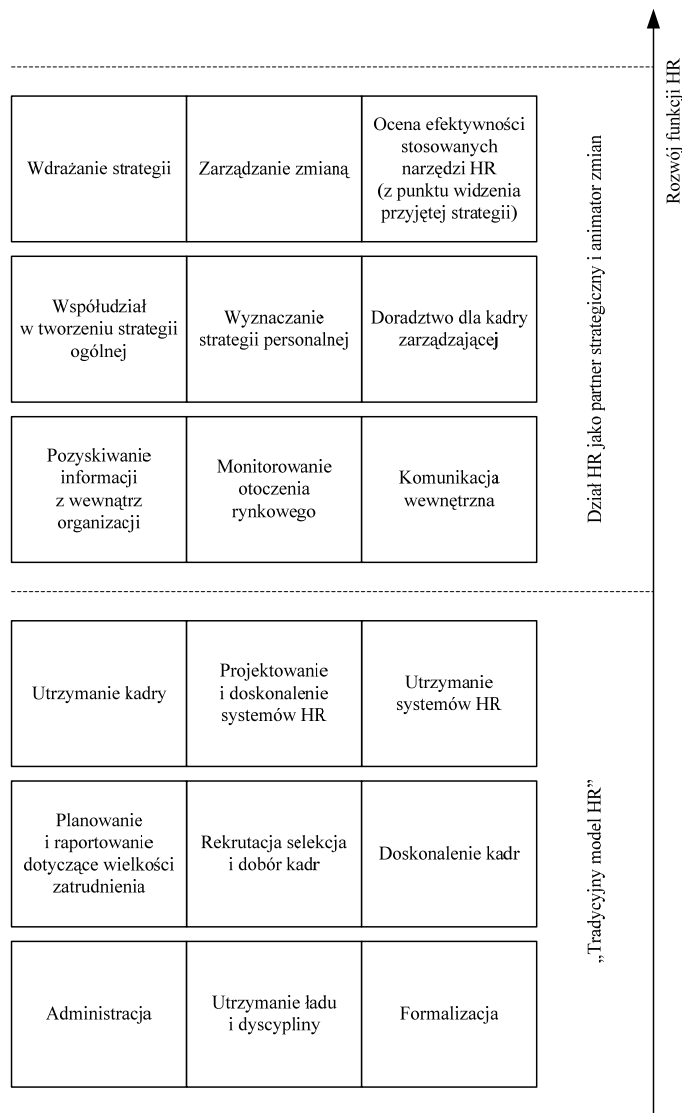 Wdrażanie strategii
Zarządzanie zmianą
Ocena efektywności
stosowanych
narzędzi HR
(z punktu widzenia
przyjętej strategii)
Współudział
w tworzeniu strategii
ogólnej
Wyznaczanie
strategii personalnej
Doradztwo dla kadry
zarządzającej
Pozyskiwanie
informacji
z wewnątrz
organizacji
Monitorowanie
otoczenia
rynkowego
Komunikacja
wewnętrzna
Dział HR jako partner strategiczny i animator zmian
Rozwój funkcji HR
Utrzymanie kadry
Projektowanie
i doskonalenie
systemów HR
Utrzymanie
systemów HR
Planowanie
i raportowanie
dotyczące wielkości
zatrudnienia
Rekrutacja selekcja
i dobór kadr
Doskonalenie kadr
Administracja
Utrzymanie ładu
i dyscypliny
Formalizacja
„Tradycyjny model HR”